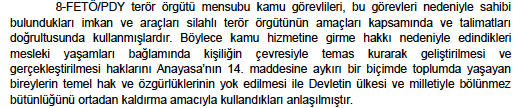 8-FETÖ/PDY terör örgütü mensubu kamu görevlileri, bu görevleri nedeniyle sahibi
bulundukları imkan ve araçları silahlı terör örgütünün amaçları kapsamında ve talimatları
doğrultusunda kullanmışlardır. Böylece kamu hizmetine girme hakkı nedeniyle edindikleri
mesleki yaşamları bağlamında kişiliğin çevresiyle temas kurarak geliştirilmesi ve
gerçekleştirilmesi haklarını Anayasa'nın 14. maddesine aykırı bir biçimde toplumda yaşayan
bireylerin temel hak ve özgürlüklerinin yok edilmesi ile Devletin ülkesi ve milletiyle bölünmez
bütünlüğünü ortadan kaldırma amacıyla kullandıkları anlaşılmıştır.